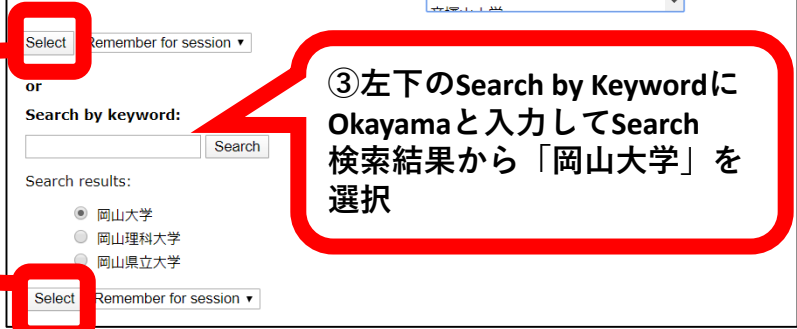 Select Remember for session ▼
or
Search by keyword:
Search
Search results:
岡山大学
岡山理科大学
岡山県立大学
Select Remember for session ▼
③左下のSearch by Keywordに
Okayamaと入力してSearch
検索結果から「岡山大学」を
選択